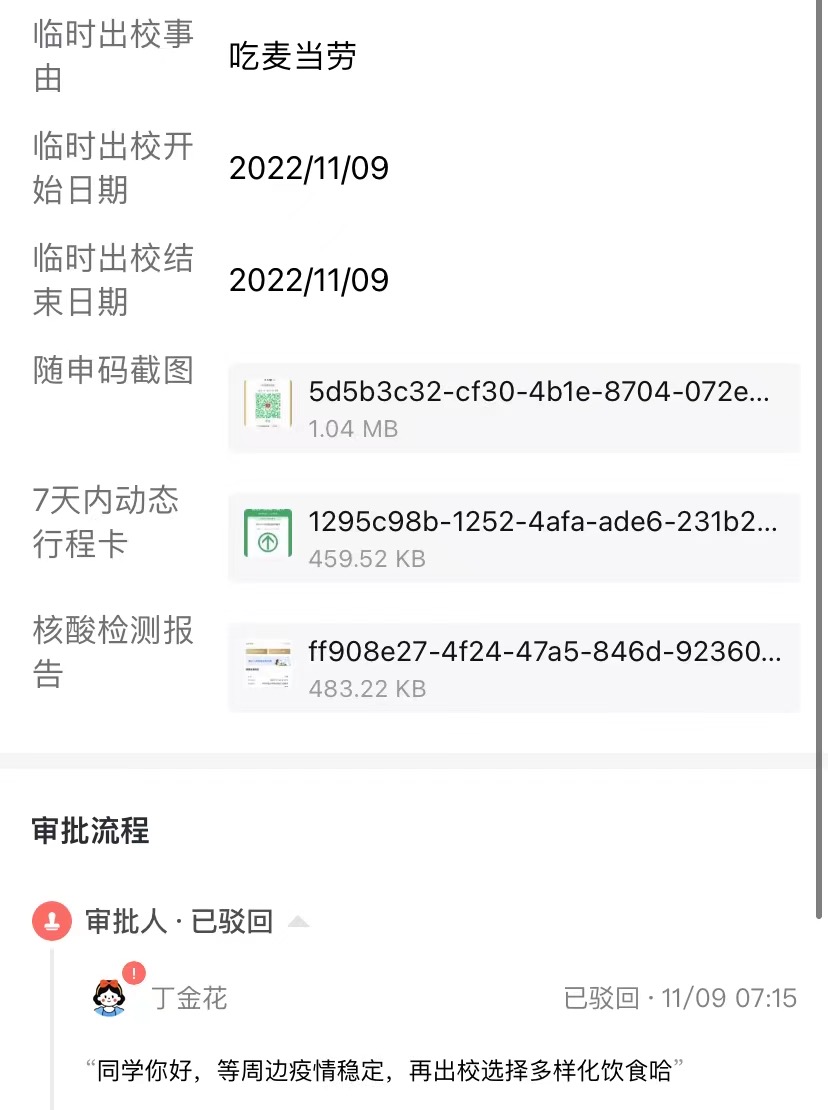 临时出校事
由
吃麦当劳
临时出校开
始日期
2022/11/09
临时出校结
束日期
2022/11/09
随申码截图
5d5b3c32-cf30-4b1e-8704-072e...
1.04 MB
7天内动态
行程卡
1295c98b-1252-4afa-ade6-231b2...
459.52 KB
核酸检测报
告
ff908e27-4f24-47a5-846d-92360...
483.22 KB
审批流程
审批人 · 已驳回
丁金花
已驳回 · 11/09 07:15
“同学你好，等周边疫情稳定，再出校选择多样化饮食哈”